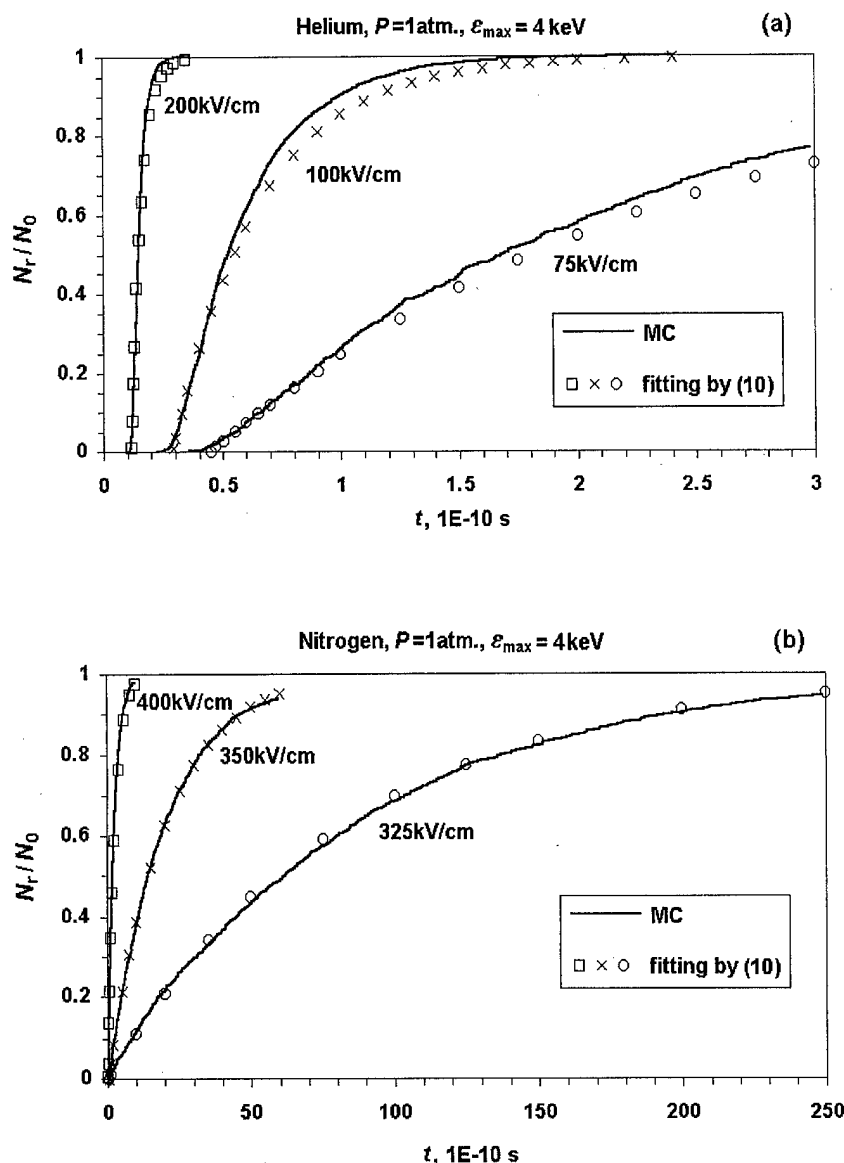 Helium, P=1atm., εmax = 4 keV
(a)
Nr / N0
1
0.8
0.6
0.4
0.2
0
200kV/cm
100kV/cm
75kV/cm
MC
fitting by (10)
0 0.5 1 1.5 2 2.5 3
t, 1E-10 s
Nitrogen, P=1atm., εmax = 4keV
(b)
Nr / N0
1
0.8
0.6
0.4
0.2
0
400kV/cm
350kV/cm
325kV/cm
MC
fitting by (10)
0 50 100 150 200 250
t, 1E-10 s